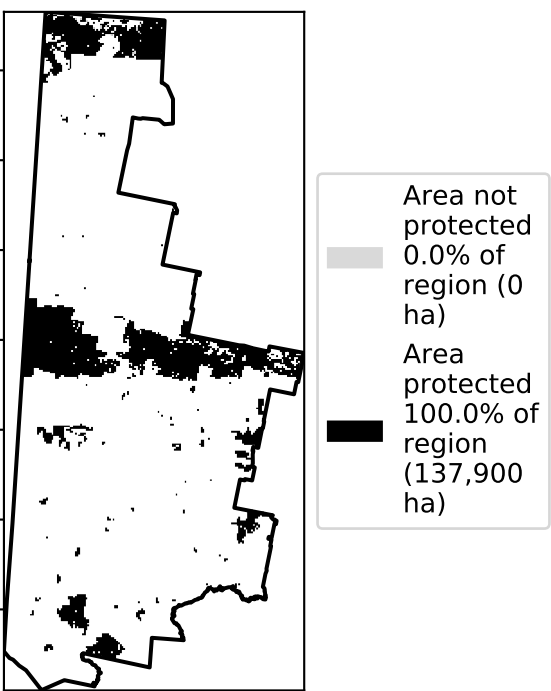 Area not
protected
0.0% of
region (0
ha)
Area
protected
100.0% of
region
(137,900
ha)